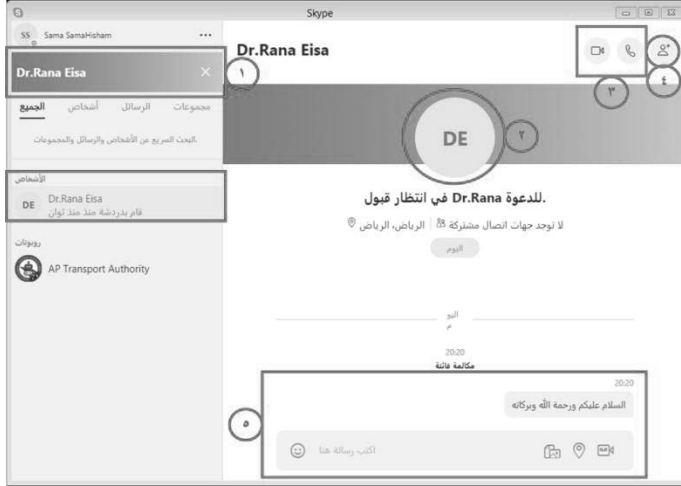 Skype
SS Sama SamaHisham ...
Dr.Rana Eisa
Dr.Rana Eisa
١
٣
٤
الجميع أشخاص الرسائل مجموعات
البحث السريع عن الأشخاص والرسائل والمجموعات.
DE
٢
الأشخاص
DE Dr.Rana Eisa
قام بدردشة منذ منذ ثوان
.للدعوة Dr.Rana في انتظار قبول
لا توجد جهات اتصال مشتركة | الرياض، الرياض
اليوم
روبوتات
AP Transport Authority
اليو
م
20:20
مكالمة فائتة
20:20
السلام عليكم ورحمة الله وبركاته
٥
اكتب رسالة هنا